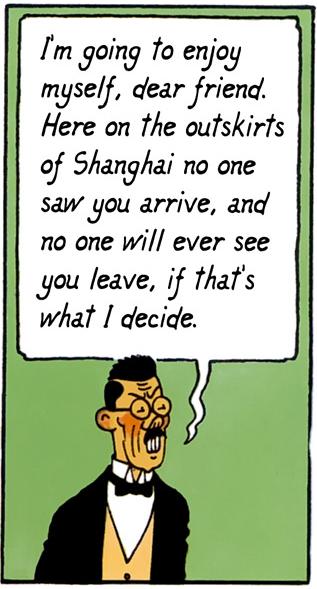 I'm going to enjoy
myself, dear friend.
Here on the outskirts
of Shanghai no one
saw you arrive, and
no one will ever see
you leave, if that's
what I decide.